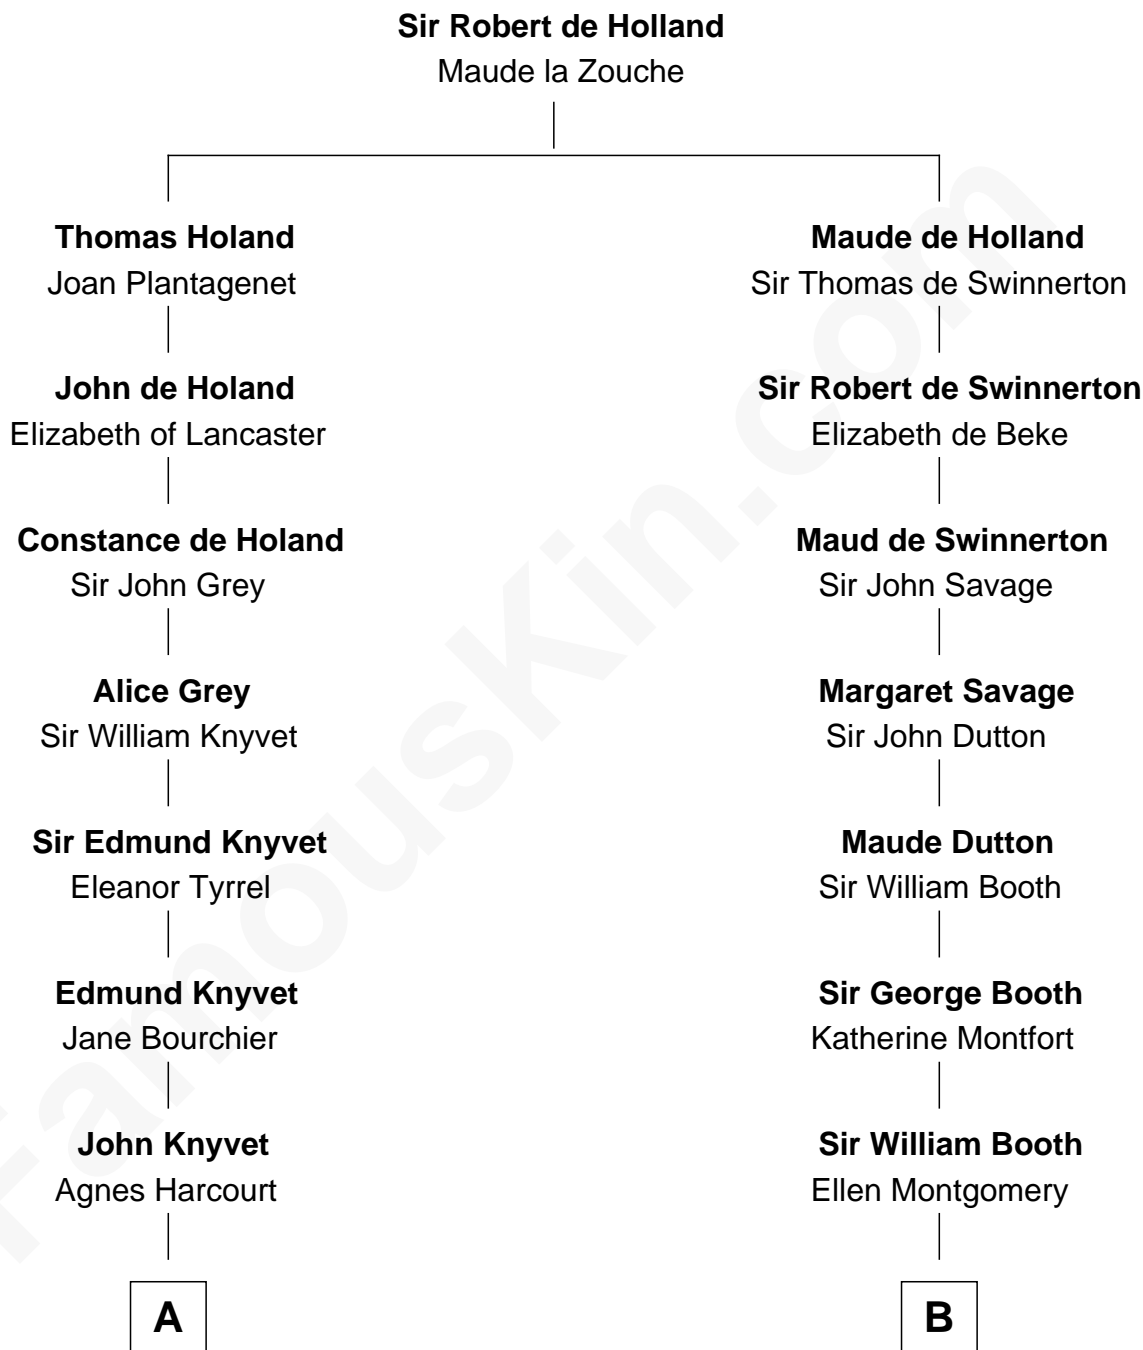 Sir Robert de Holland
Maude la Zouche
Thomas Holand
Joan Plantagenet
Maude de Holland
Sir Thomas de Swinnerton
John de Holand
Elizabeth of Lancaster
Sir Robert de Swinnerton
Elizabeth de Beke
Constance de Holand
Sir John Grey
Maud de Swinnerton
Sir John Savage
Alice Grey
Sir William Knyvet
Margaret Savage
Sir John Dutton
Sir Edmund Knyvet
Eleanor Tyrrel
Maude Dutton
Sir William Booth
Edmund Knyvet
Jane Bourchier
Sir George Booth
Katherine Montfort
John Knyvet
Agnes Harcourt
Sir William Booth
Ellen Montgomery
A
B
FamousKin.com